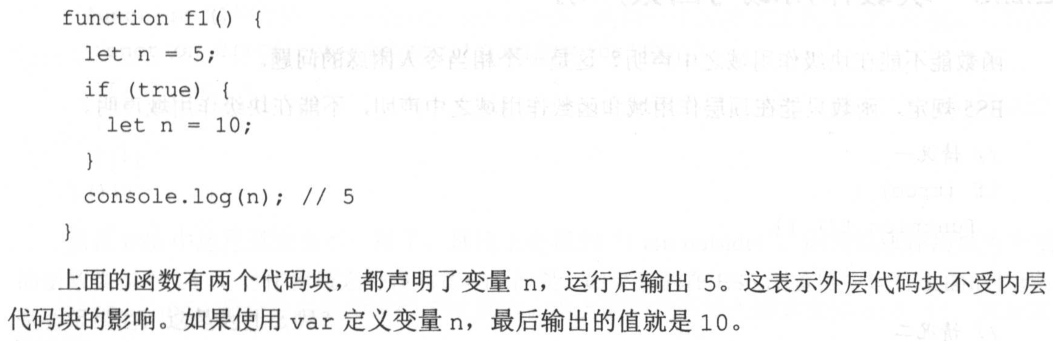 function f1() {
let n = 5;
if (true) {
let n = 10;
}
console.log(n); // 5
}
上面的函数有两个代码块，都声明了变量 n，运行后输出 5。这表示外层代码块不受内层
代码块的影响。如果使用 var 定义变量 n，最后输出的值就是 10。